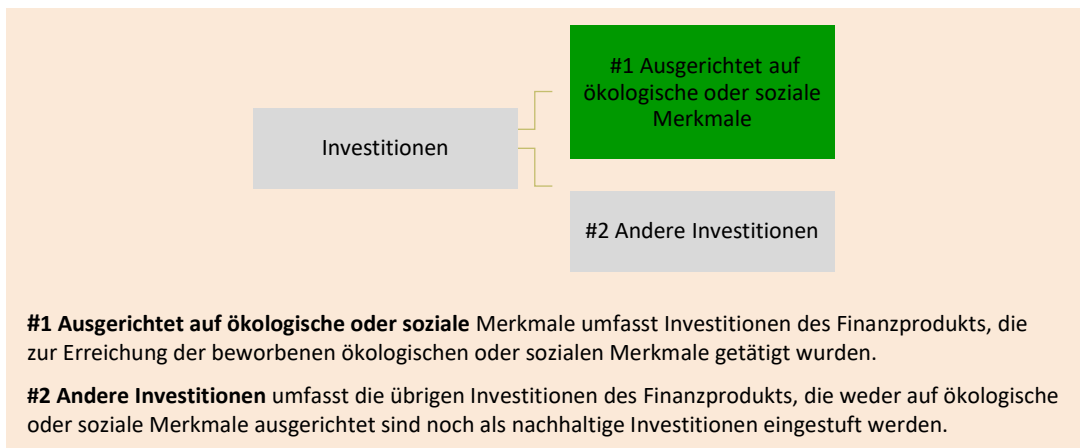 #1 Ausgerichtet auf
ökologische oder soziale
Merkmale
Investitionen
#2 Andere Investitionen
#1 Ausgerichtet auf ökologische oder soziale Merkmale umfasst Investitionen des Finanzprodukts, die
zur Erreichung der beworbenen ökologischen oder sozialen Merkmale getätigt wurden.
#2 Andere Investitionen umfasst die übrigen Investitionen des Finanzprodukts, die weder auf ökologische
oder soziale Merkmale ausgerichtet sind noch als nachhaltige Investitionen eingestuft werden.